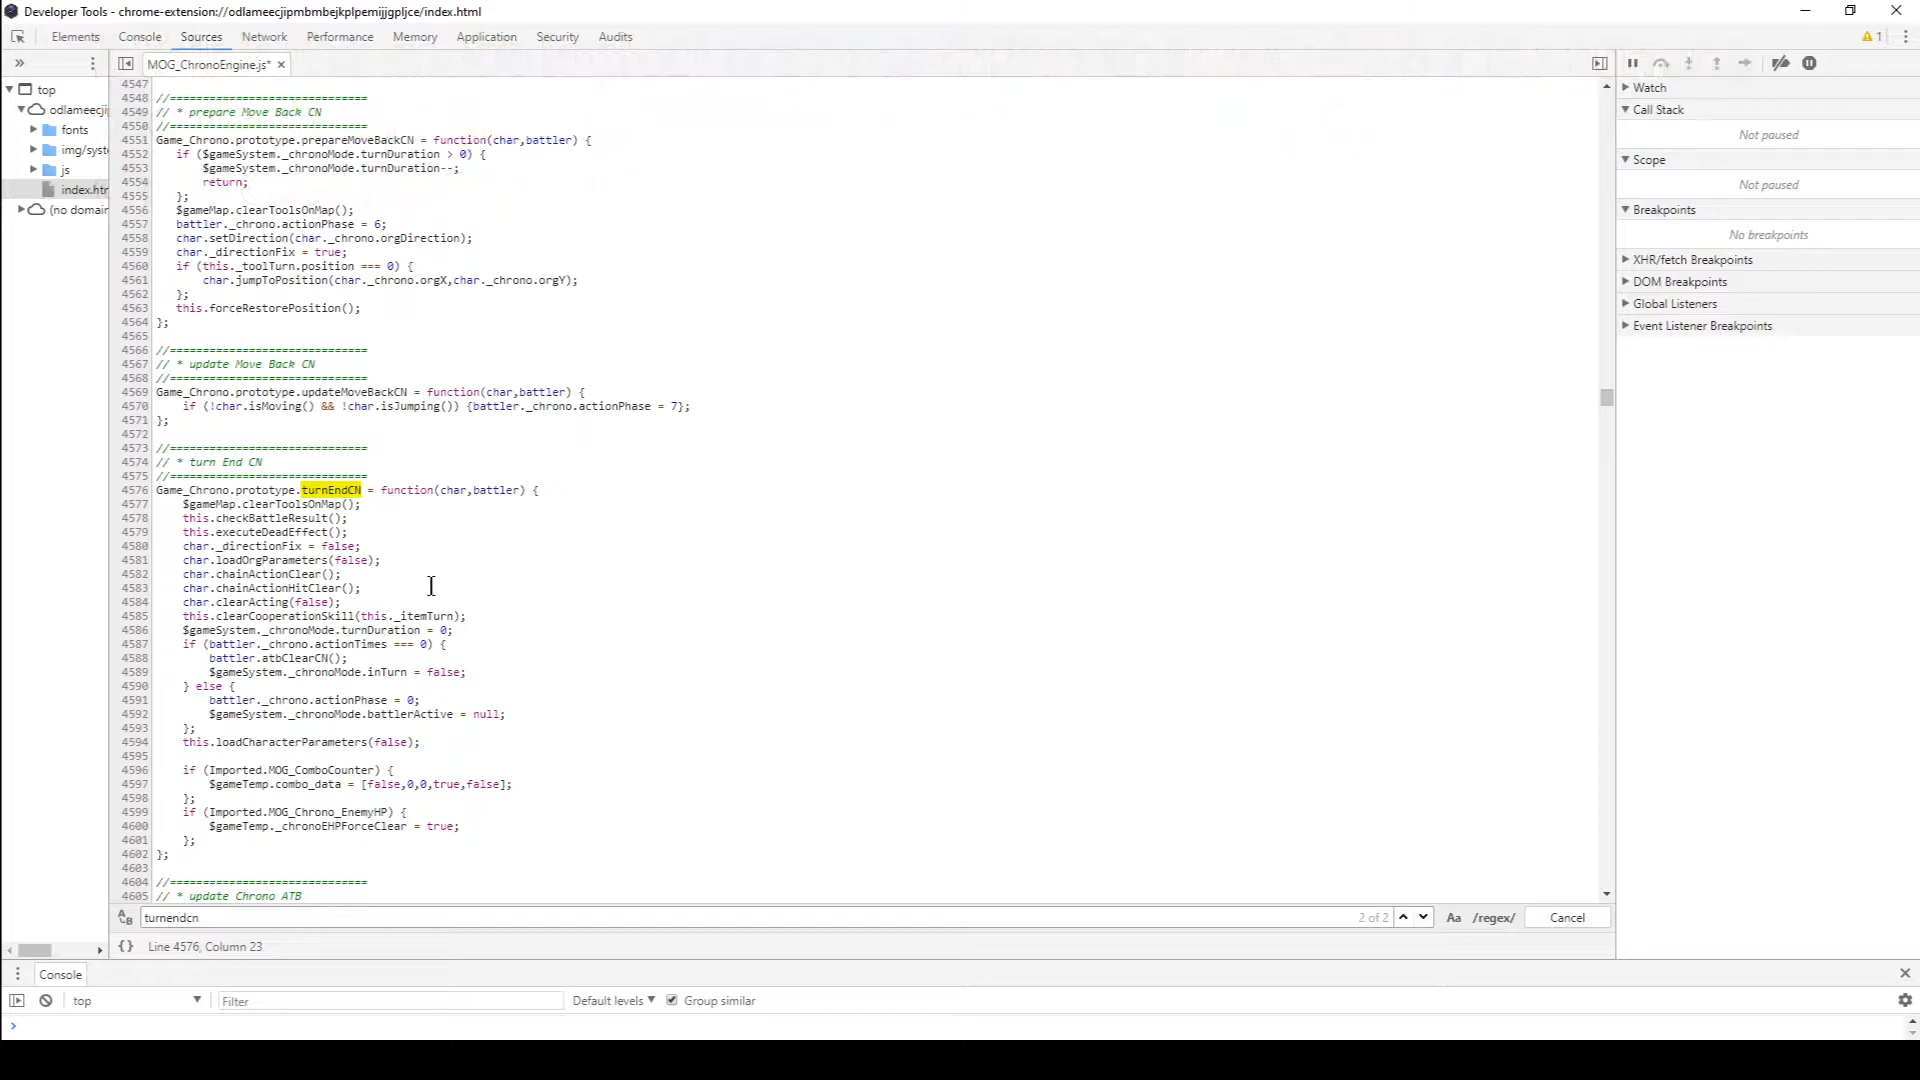 Developer Tools - chrome-extension://odlameecjipmbmbejkplpemijjgpljce/index.html
Elements Console Sources Network Performance Memory Application Security Audits 1
MOG_ChronoEngine.js* ×
top
odlameecji
fonts
img/syst
js
index.htr
(no domair
4547
4548 //==============================
4549 // * prepare Move Back CN
4550 //==============================
4551 Game_Chrono.prototype.prepareMoveBackCN = function(char,battler) {
4552 if ($gameSystem._chronoMode.turnDuration > 0) {
4553 $gameSystem._chronoMode.turnDuration--;
4554 return;
4555 };
4556 $gameMap.clearToolsOnMap();
4557 battler._chrono.actionPhase = 6;
4558 char.setDirection(char._chrono.orgDirection);
4559 char._directionFix = true;
4560 if (this._toolTurn.position === 0) {
4561 char.jumpToPosition(char._chrono.orgX,char._chrono.orgY);
4562 };
4563 this.forceRestorePosition();
4564 };
4565
4566 //==============================
4567 // * update Move Back CN
4568 //==============================
4569 Game_Chrono.prototype.updateMoveBackCN = function(char,battler) {
4570 if (!char.isMoving() && !char.isJumping()) {battler._chrono.actionPhase = 7};
4571 };
4572
4573 //==============================
4574 // * turn End CN
4575 //==============================
4576 Game_Chrono.prototype.turnEndCN = function(char,battler) {
4577 $gameMap.clearToolsOnMap();
4578 this.checkBattleResult();
4579 this.executeDeadEffect();
4580 char._directionFix = false;
4581 char.loadOrgParameters(false);
4582 char.chainActionClear();
4583 char.chainActionHitClear();
4584 char.clearActing(false);
4585 this.clearCooperationSkill(this._itemTurn);
4586 $gameSystem._chronoMode.turnDuration = 0;
4587 if (battler._chrono.actionTimes === 0) {
4588 battler.atbClearCN();
4589 $gameSystem._chronoMode.inTurn = false;
4590 } else {
4591 battler._chrono.actionPhase = 0;
4592 $gameSystem._chronoMode.battlerActive = null;
4593 };
4594 this.loadCharacterParameters(false);
4595
4596 if (Imported.MOG_ComboCounter) {
4597 $gameTemp.combo_data = [false,0,0,true,false];
4598 };
4599 if (Imported.MOG_Chrono_EnemyHP) {
4600 $gameTemp._chronoEHPForceClear = true;
4601 };
4602 };
4603
4604 //==============================
4605 // * update Chrono ATB
turnendcn 2 of 2 Aa /regex/ Cancel
{} Line 4576, Column 23
Watch
Call Stack
Not paused
Scope
Not paused
Breakpoints
No breakpoints
XHR/fetch Breakpoints
DOM Breakpoints
Global Listeners
Event Listener Breakpoints
Console
top Filter Default levels Group similar